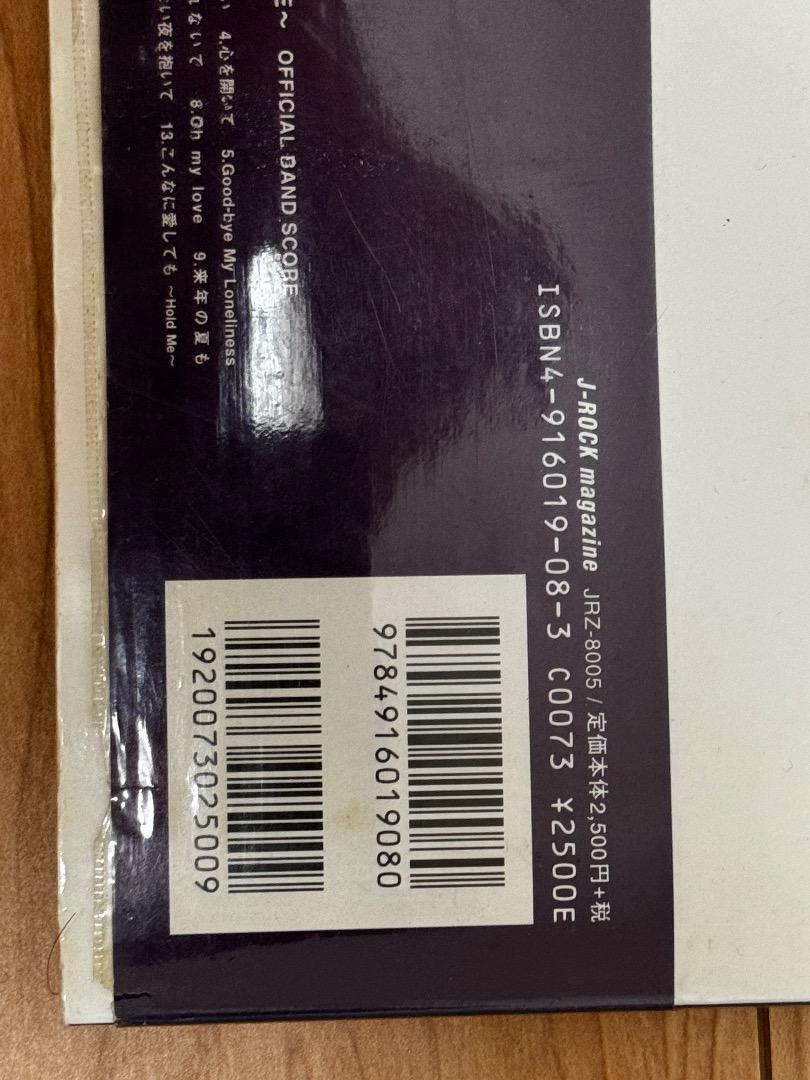 E～ OFFICIAL BAND SCORE
い 4.心を開いて 5.Good-bye My Loneliness
れないで 8.Oh my love 9.来年の夏も
い夜を抱いて 13.こんなに愛しても ～Hold Me～
J-ROCK magazine JRZ-8005 / 定価本体2,500円+税
ISBN4-916019-08-3 C0073 ¥2500E
9784916019080
1920073025009